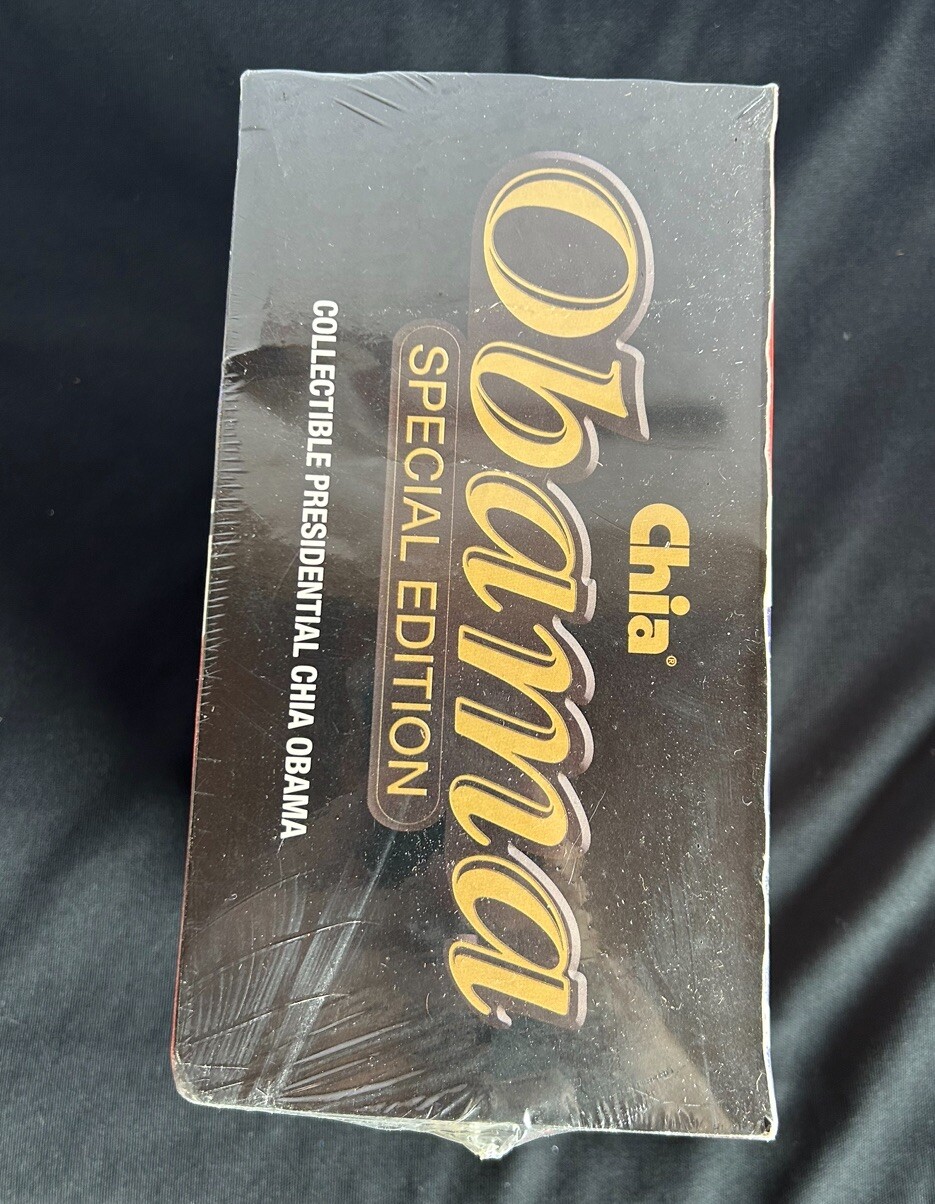 Chia®
Obama
SPECIAL EDITION
COLLECTIBLE PRESIDENTIAL CHIA OBAMA